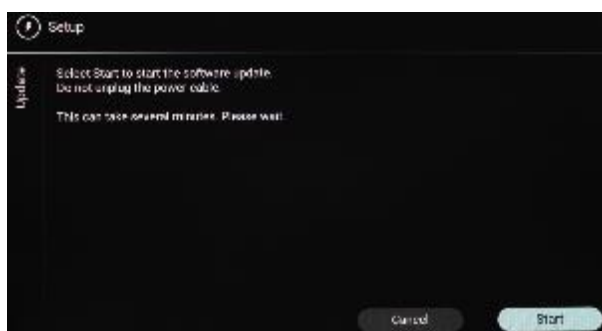 Setup
Update
Select Start to start the software update.
Do not unplug the power cable.
This can take several minutes. Please wait.
Cancel
Start